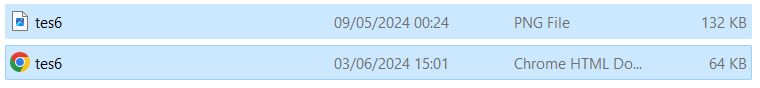 tes6 09/05/2024 00:24 PNG File 132 KB
tes6 03/06/2024 15:01 Chrome HTML Do... 64 KB